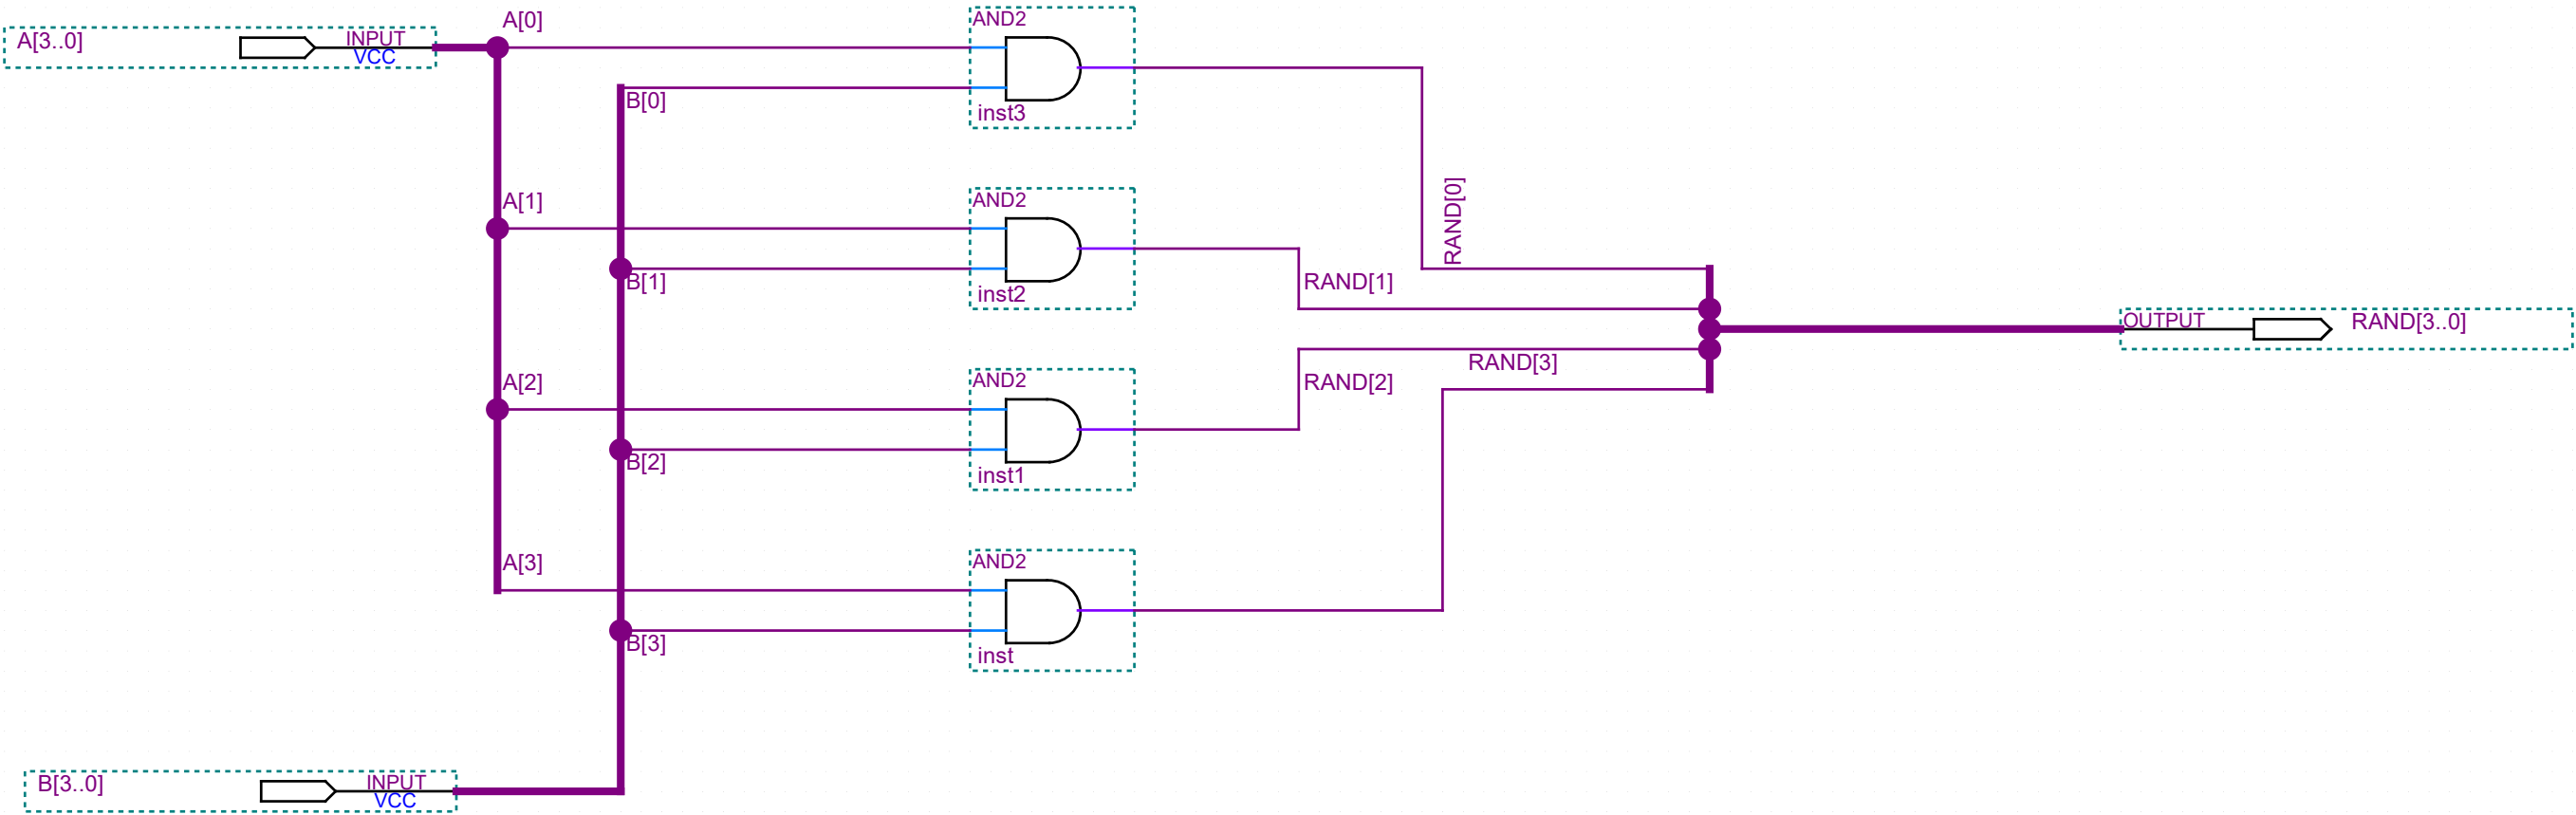 A[3..0]
INPUT
VCC
A[0]
AND2
B[0]
inst3
A[1]
AND2
B[1]
inst2
RAND[0]
RAND[1]
OUTPUT
RAND[3..0]
A[2]
AND2
B[2]
inst1
RAND[3]
RAND[2]
A[3]
AND2
B[3]
inst
B[3..0]
INPUT
VCC